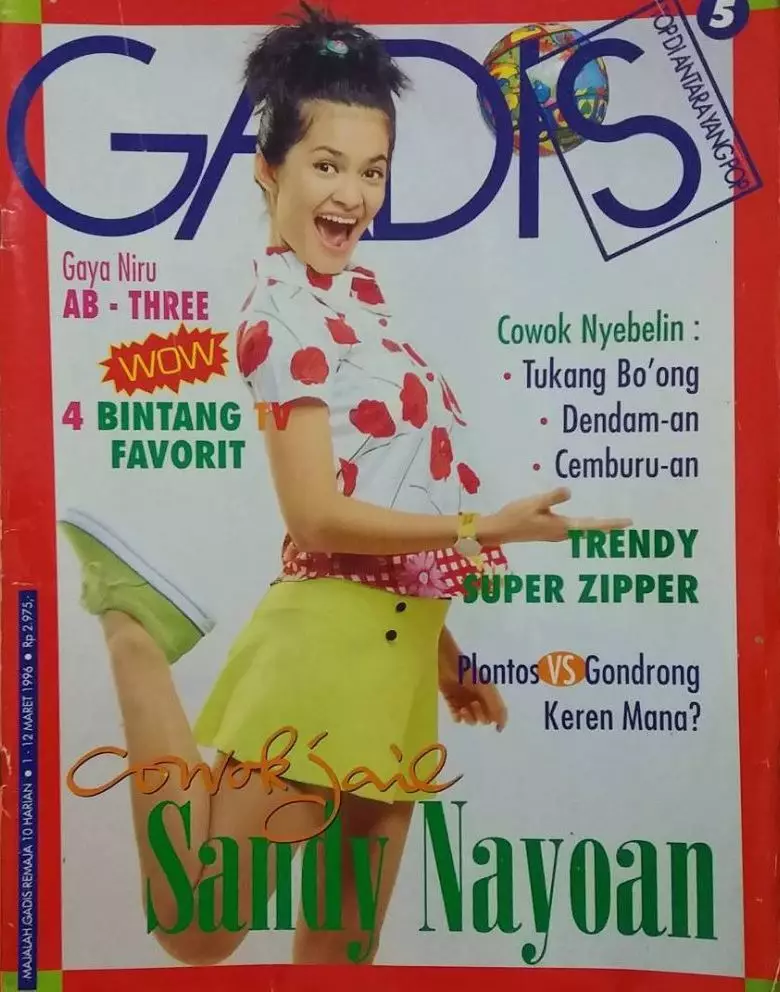 5
GADIS
POP DI ANTARA YANG POP
Gaya Niru
AB - THREE
WOW
4 BINTANG TV
FAVORIT
Cowok Nyebelin :
• Tukang Bo'ong
• Dendam-an
• Cemburu-an
TRENDY
SUPER ZIPPER
Plontos VS Gondrong
Keren Mana?
cowok jail
Sandy Nayoan
MAJALAH GADIS REMAJA 10 HARIAN ● 1 - 12 MARET 1996 ● Rp 2.975,-